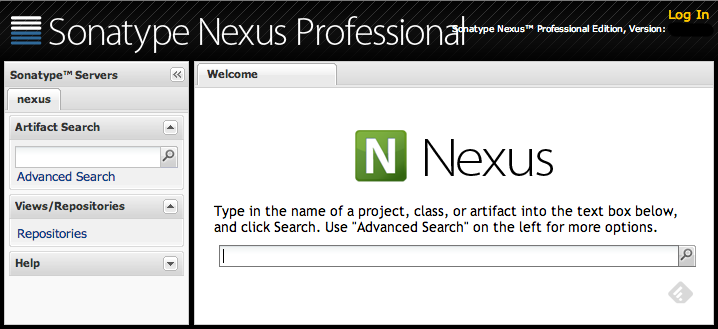 Sonatype Nexus Professional
Log In
Sonatype Nexus™ Professional Edition, Version:
Sonatype™ Servers
nexus
Artifact Search
Advanced Search
Views/Repositories
Repositories
Help
Welcome
N Nexus
Type in the name of a project, class, or artifact into the text box below,
and click Search. Use "Advanced Search" on the left for more options.